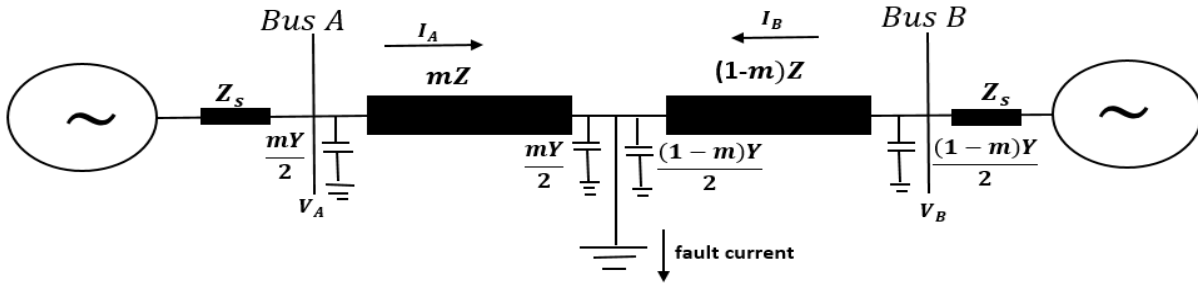 Bus A
I_A
I_B
Bus B
Z_s
mZ
(1-m)Z
Z_s
~
~
mY/2
mY/2
(1 − m)Y/2
(1 − m)Y/2
V_A
V_B
fault current